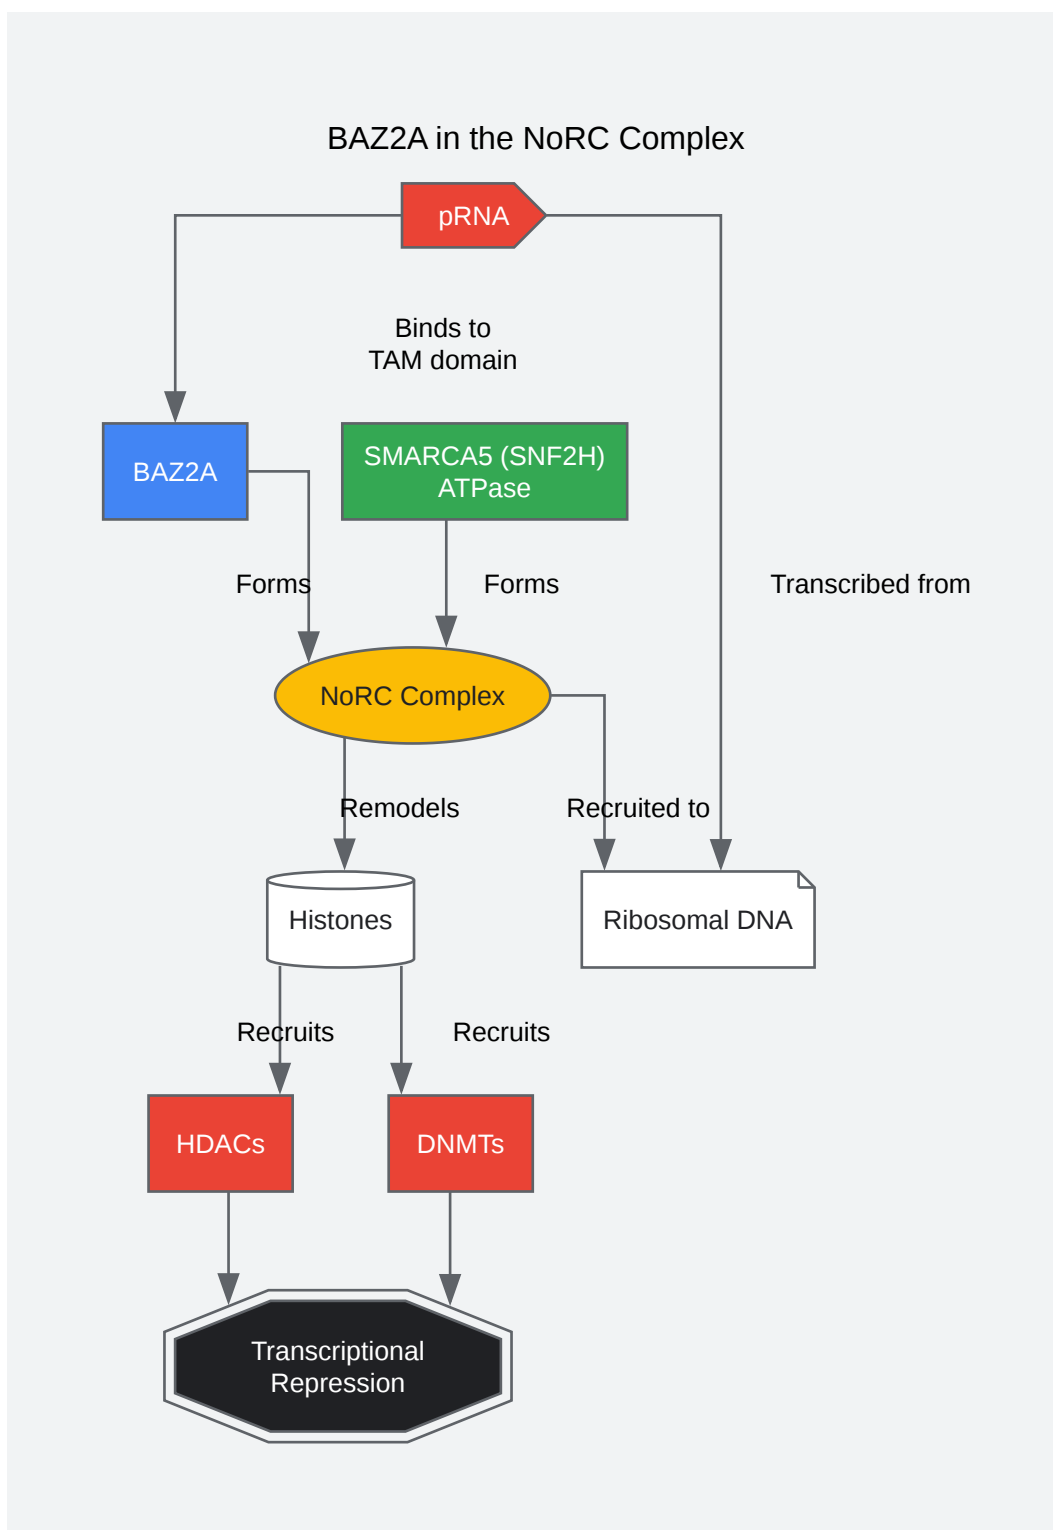 BAZ2A in the NoRC Complex
pRNA
Binds to
TAM domain
BAZ2A
SMARCA5 (SNF2H)
ATPase
Forms
Forms
Transcribed from
NoRC Complex
Remodels
Recruited to
Histones
Ribosomal DNA
Recruits
Recruits
HDACs
DNMTs
Transcriptional
Repression